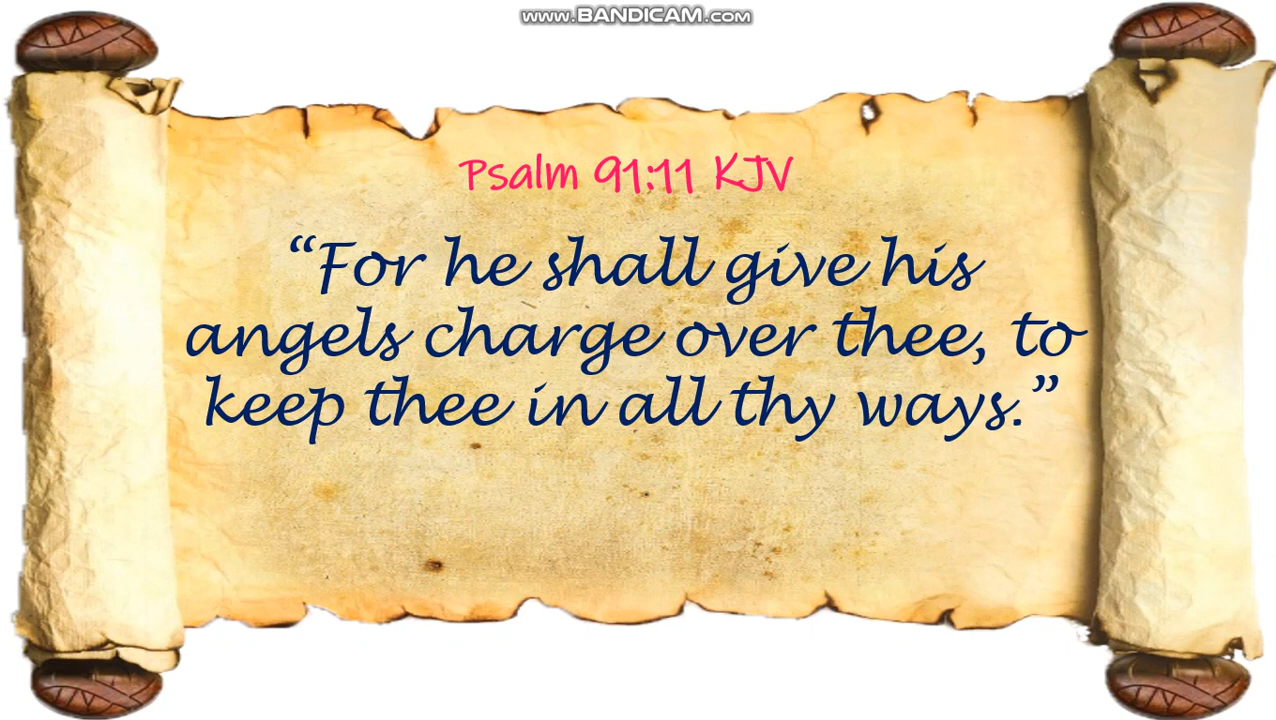 www.BANDICAM.com
Psalm 91:11 KJV
“For he shall give his
angels charge over thee, to
keep thee in all thy ways.”